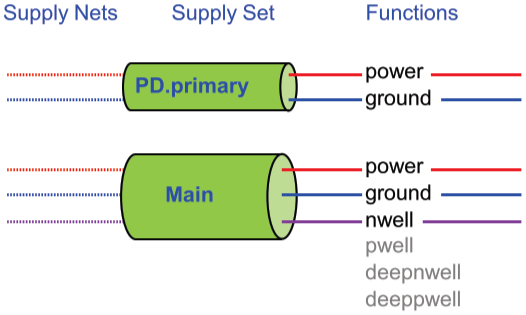 Supply Nets Supply Set Functions
PD.primary
power
ground
Main
power
ground
nwell
pwell
deepnwell
deeppwell